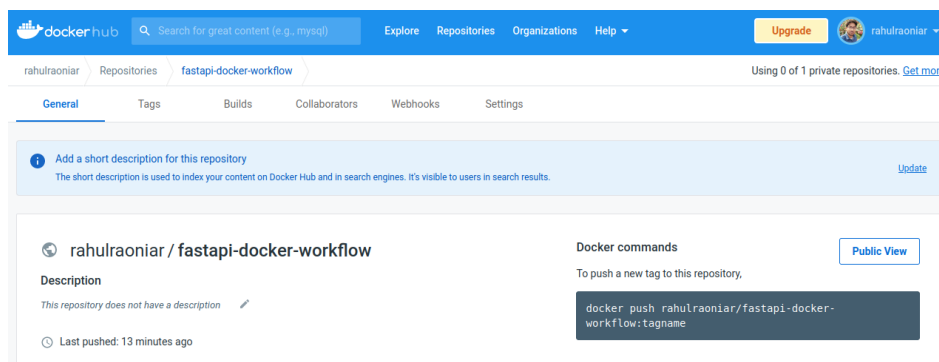 dockerhub Search for great content (e.g., mysql) Explore Repositories Organizations Help Upgrade rahulraoniar
rahulraoniar Repositories fastapi-docker-workflow Using 0 of 1 private repositories. Get mor
General Tags Builds Collaborators Webhooks Settings
Add a short description for this repository
The short description is used to index your content on Docker Hub and in search engines. It's visible to users in search results. Update
rahulraoniar / fastapi-docker-workflow
Description
This repository does not have a description
Last pushed: 13 minutes ago
Docker commands Public View
To push a new tag to this repository,
docker push rahulraoniar/fastapi-docker-
workflow:tagname